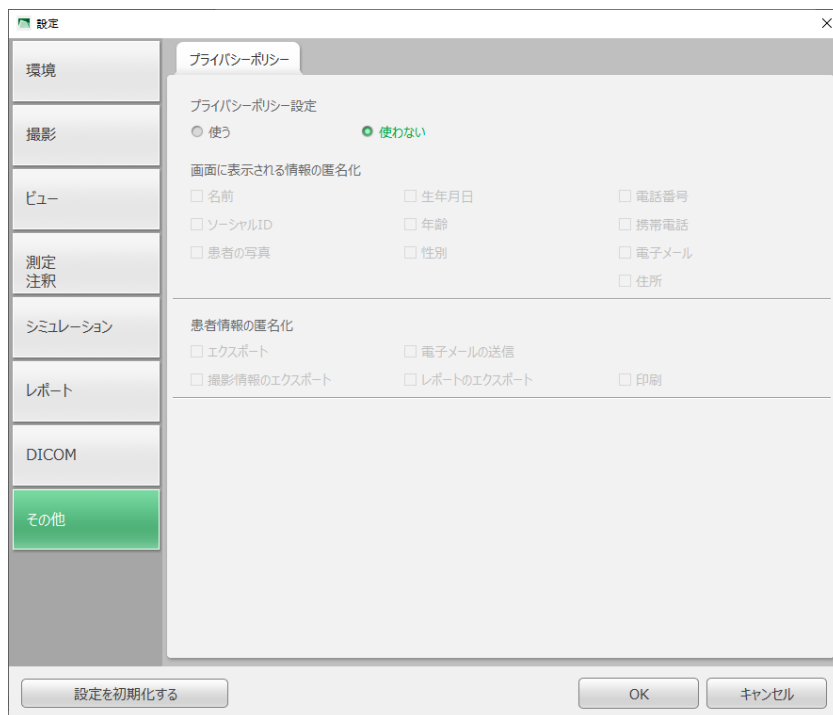 設定
環境
撮影
ビュー
測定
注釈
シミュレーション
レポート
DICOM
その他
プライバシーポリシー
プライバシーポリシー設定
使う 使わない
画面に表示される情報の匿名化
名前 生年月日 電話番号
ソーシャルID 年齢 携帯電話
患者の写真 性別 電子メール
住所
患者情報の匿名化
エクスポート 電子メールの送信
撮影情報のエクスポート レポートのエクスポート 印刷
設定を初期化する OK キャンセル